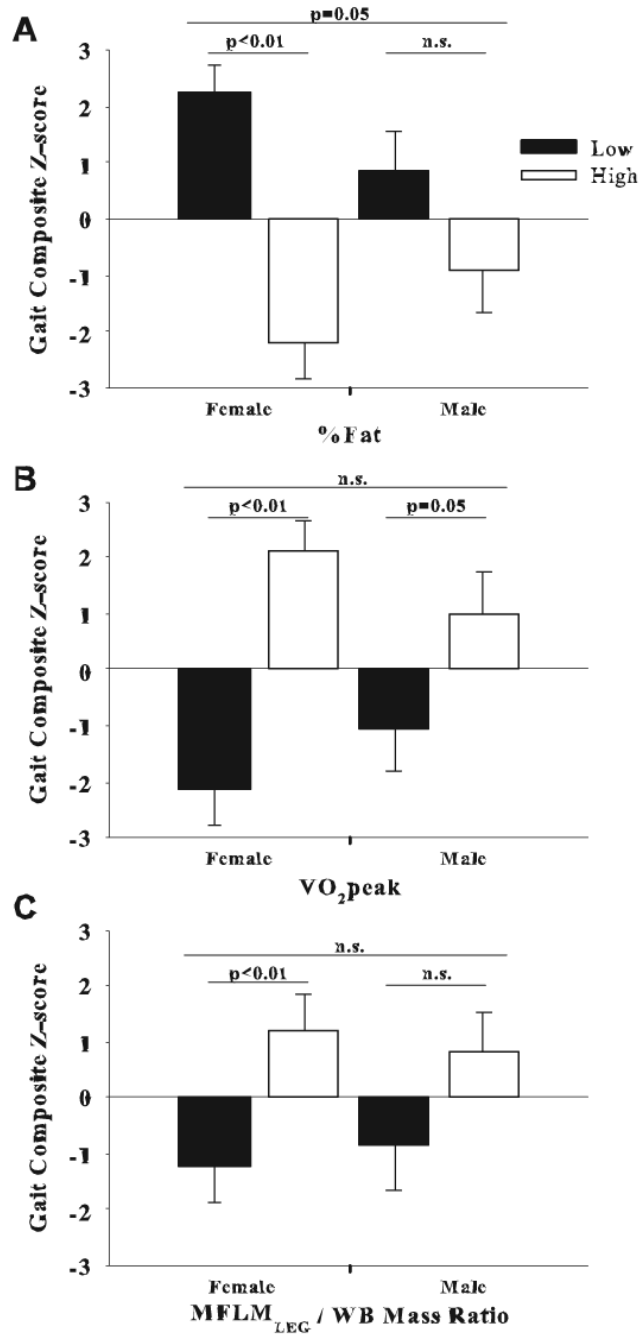 A
p=0.05
p<0.01 n.s.
3
2
1
0
-1
-2
-3
Gait Composite Z-score
Low
High
Female Male
% Fat
B
n.s.
p<0.01 p=0.05
3
2
1
0
-1
-2
-3
Gait Composite Z-score
Female Male
VO2peak
C
n.s.
p<0.01 n.s.
3
2
1
0
-1
-2
-3
Gait Composite Z-score
Female Male
MFLMLEG / WB Mass Ratio